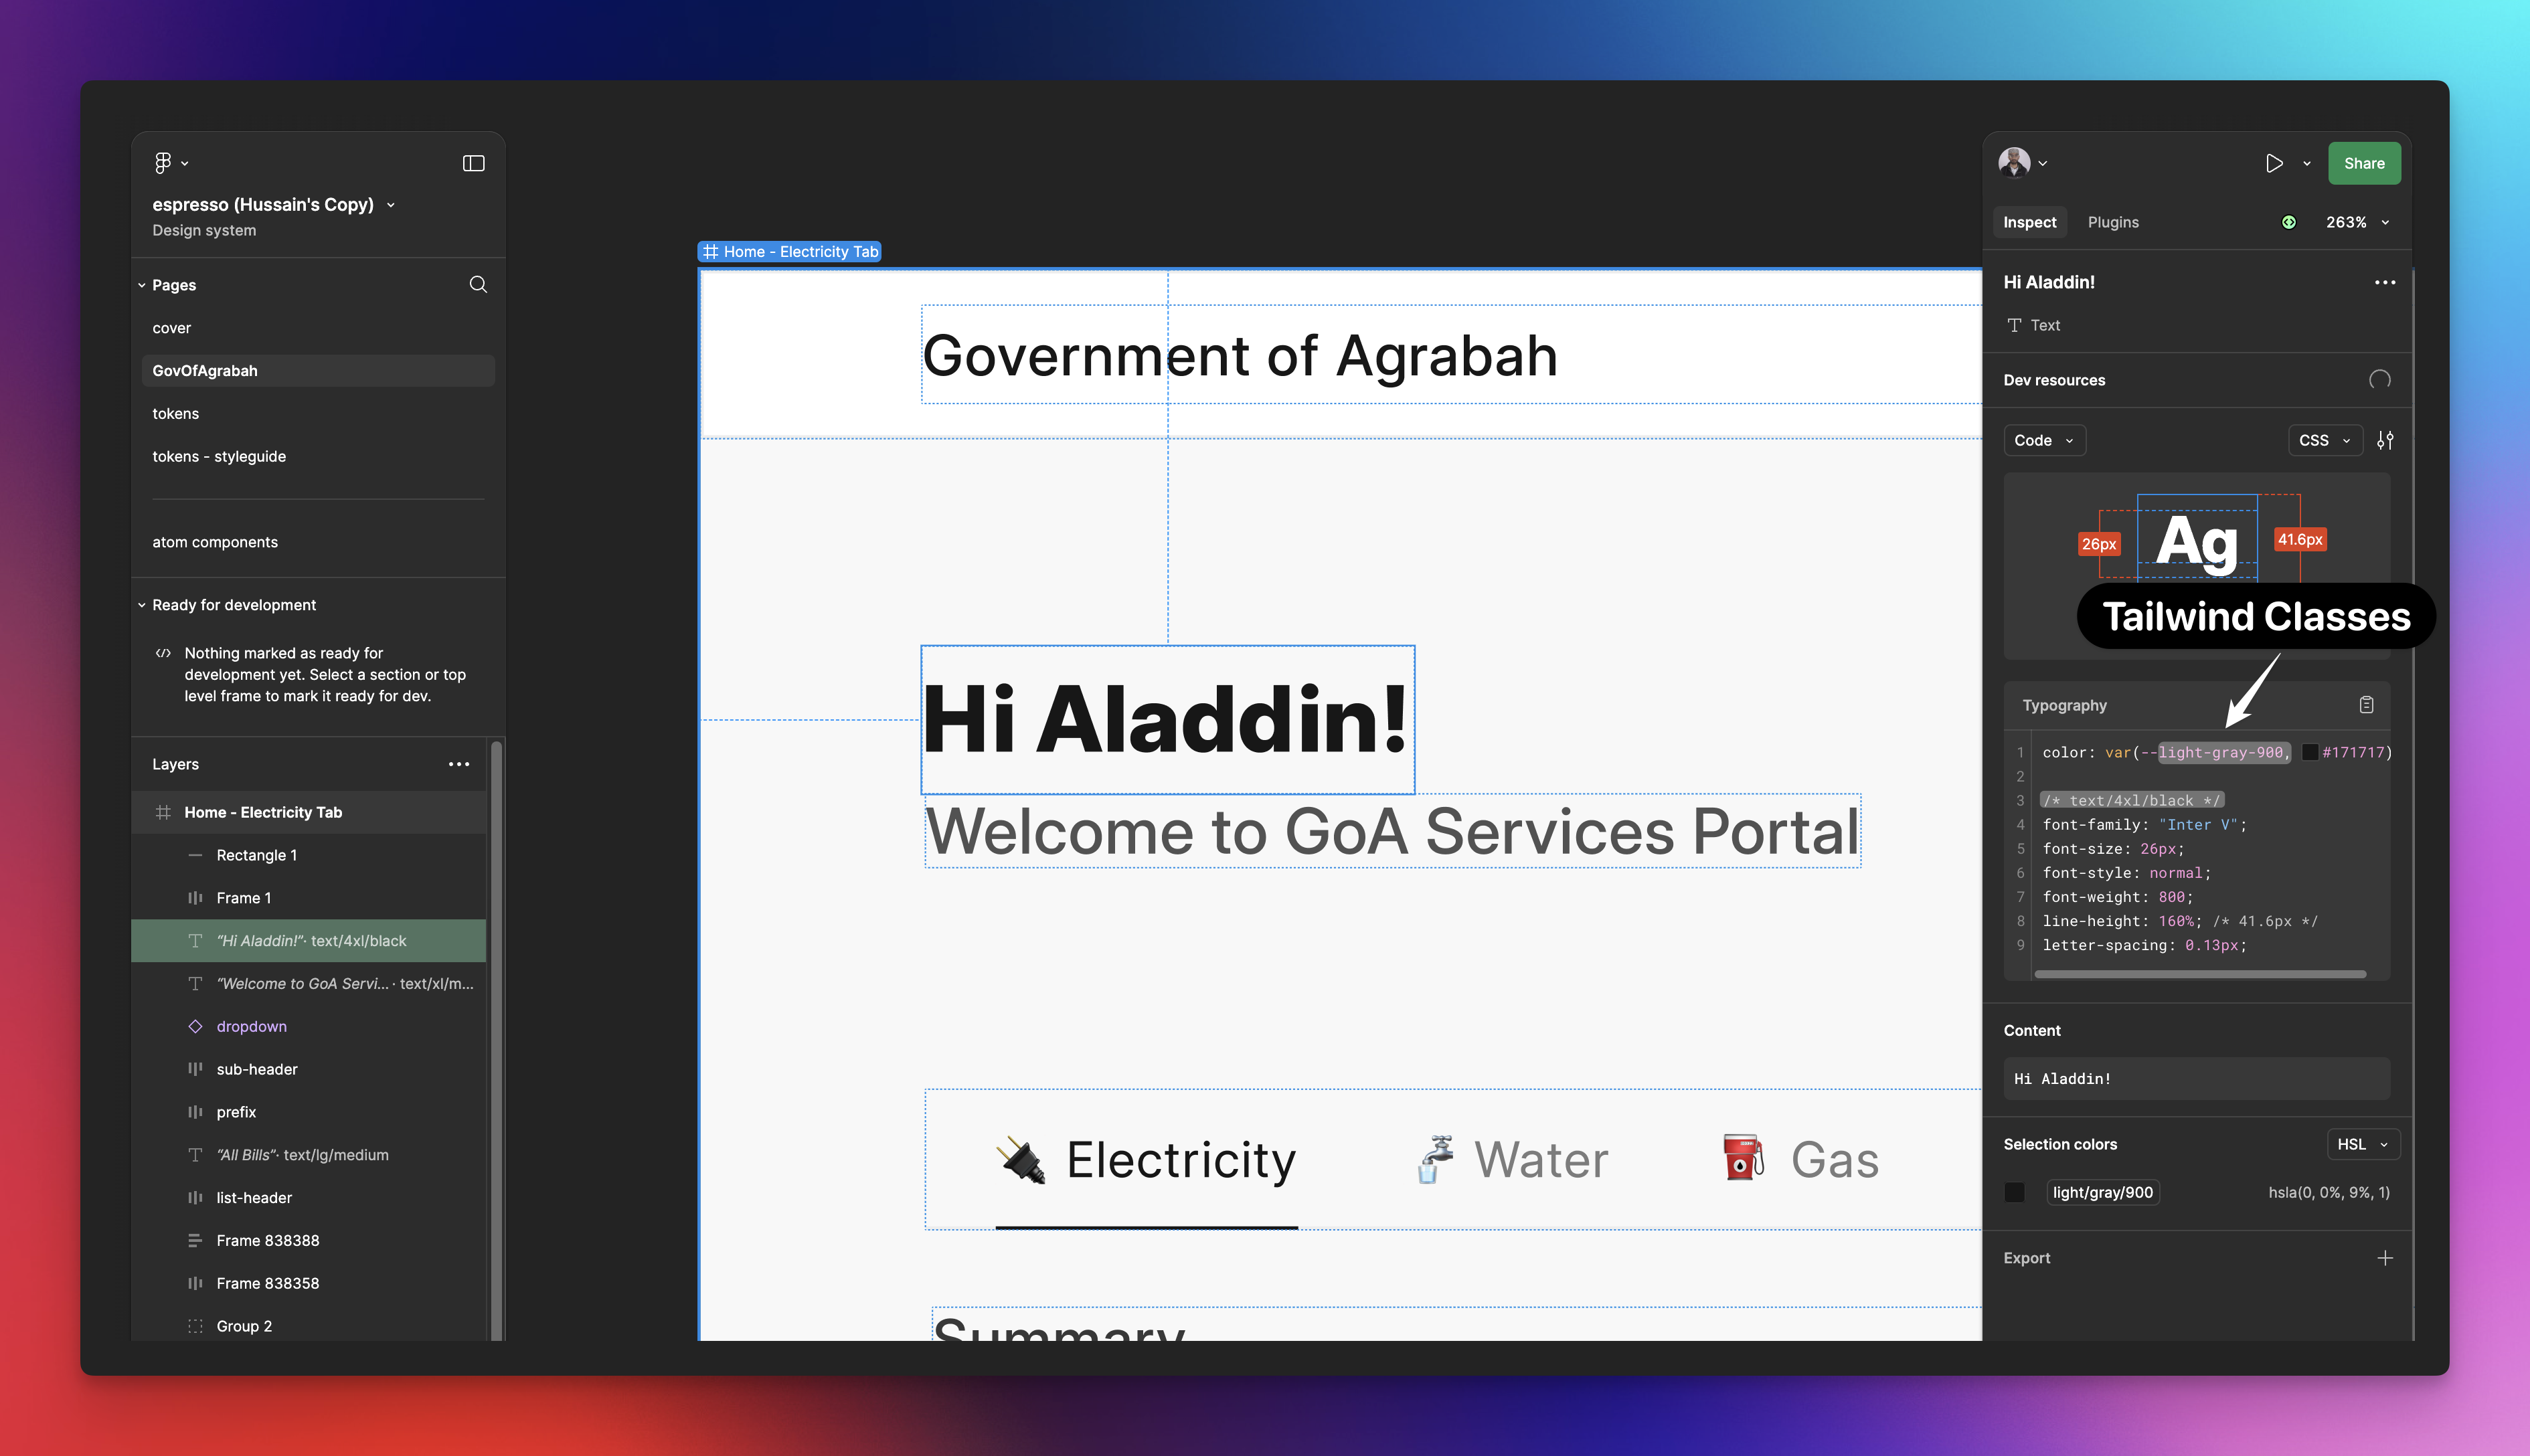 espresso (Hussain's Copy)
Design system
Pages
cover
GovOfAgrabah
tokens
tokens - styleguide
atom components
Ready for development
Nothing marked as ready for
development yet. Select a section or top
level frame to mark it ready for dev.
Layers
Home - Electricity Tab
Rectangle 1
Frame 1
“Hi Aladdin!”· text/4xl/black
“Welcome to GoA Servi... · text/xl/m...
dropdown
sub-header
prefix
“All Bills”· text/lg/medium
list-header
Frame 838388
Frame 838358
Group 2
Home - Electricity Tab
Government of Agrabah
Hi Aladdin!
Welcome to GoA Services Portal
Electricity
Water
Gas
Summary
Share
Inspect
Plugins
263%
Hi Aladdin!
Text
Dev resources
Code
CSS
26px
Ag
41.6px
Tailwind Classes
Typography
1 color: var(--light-gray-900, #171717)
2
3 /* text/4xl/black */
4 font-family: "Inter V";
5 font-size: 26px;
6 font-style: normal;
7 font-weight: 800;
8 line-height: 160%; /* 41.6px */
9 letter-spacing: 0.13px;
Content
Hi Aladdin!
Selection colors
HSL
light/gray/900
hsla(0, 0%, 9%, 1)
Export